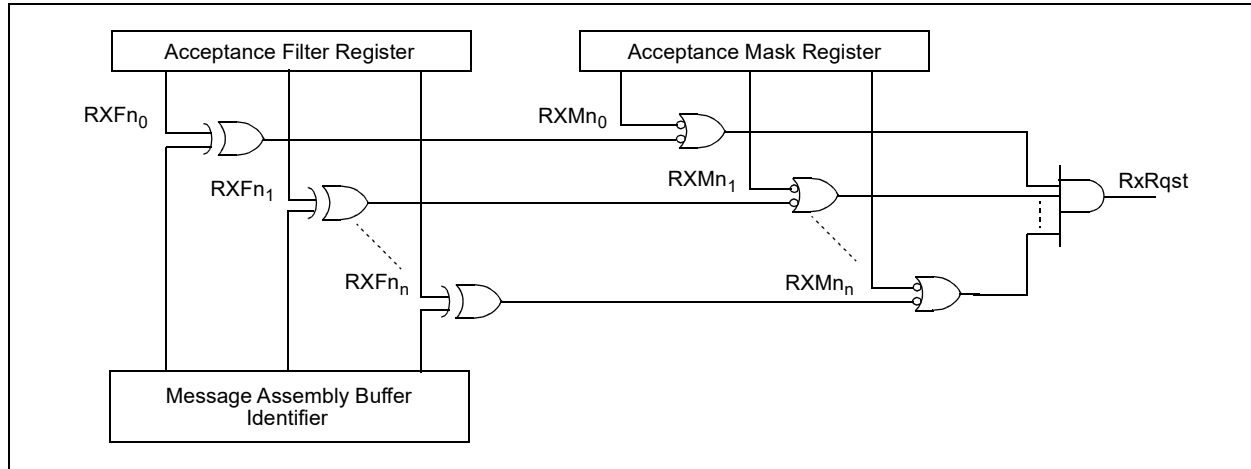 Acceptance Filter Register
Acceptance Mask Register
RXFn0
RXMn0
RXFn1
RXMn1
RxRqst
RXFnn
RXMnn
Message Assembly Buffer
Identifier